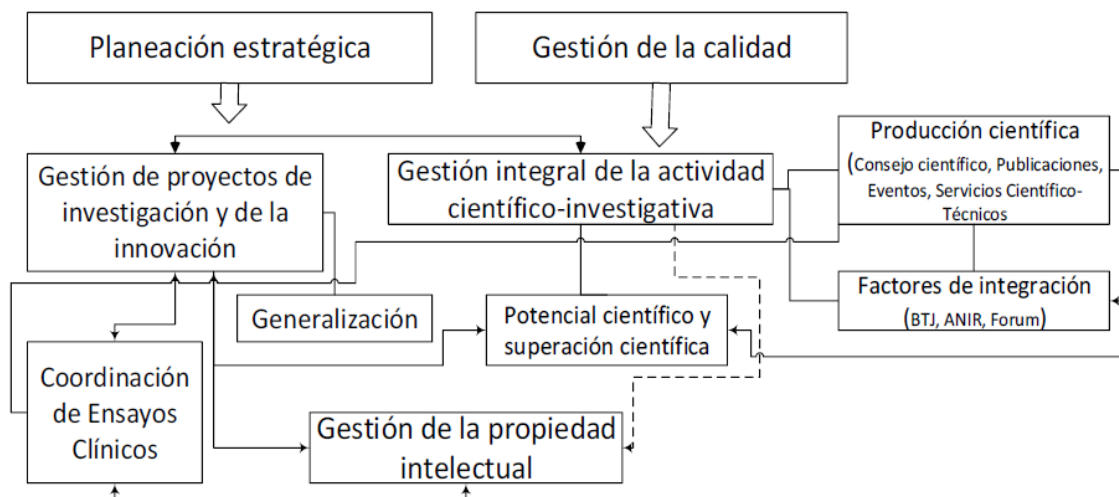 Planeación estratégica
Gestión de la calidad
Producción científica
(Consejo científico, Publicaciones,
Eventos, Servicios Científico-
Técnicos
Gestión de proyectos de
investigación y de la
innovación
Gestión integral de la actividad
científico-investigativa
Factores de integración
(BTJ, ANIR, Forum)
Generalización
Potencial científico y
superación científica
Coordinación
de Ensayos
Clínicos
Gestión de la propiedad
intelectual